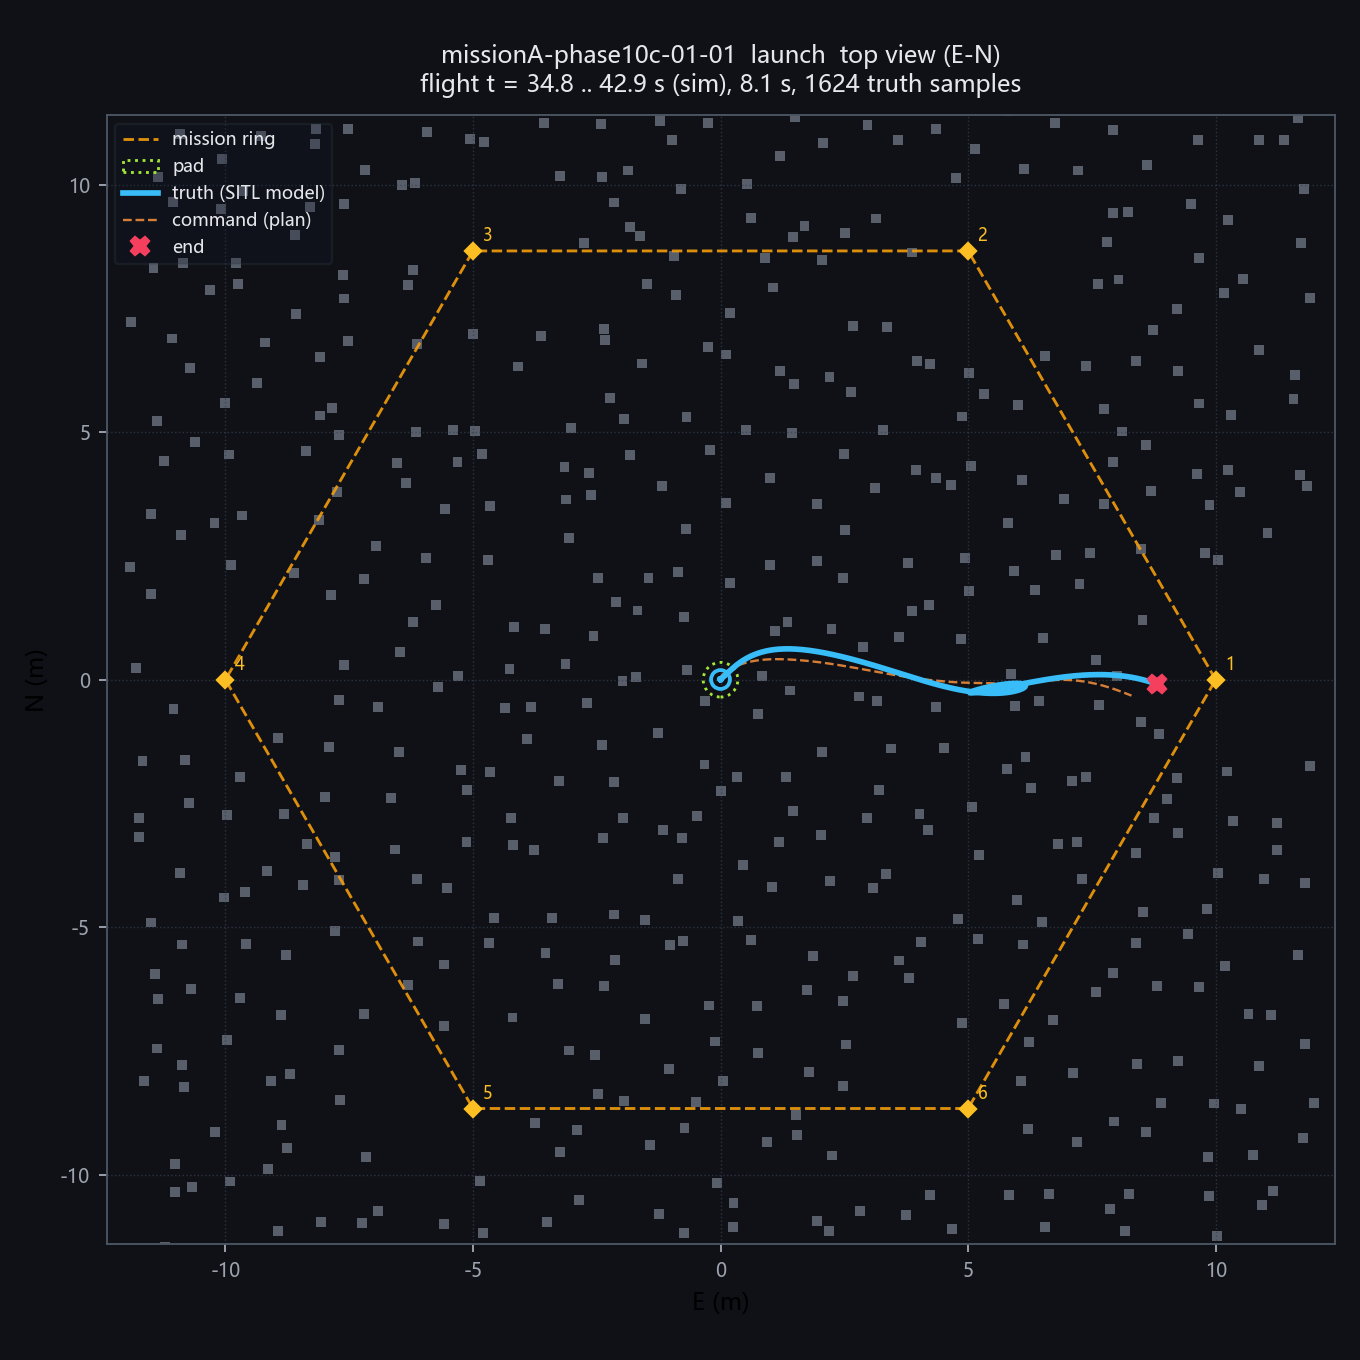 missionA-phase10c-01-01 launch top view (E-N)
flight t = 34.8 .. 42.9 s (sim), 8.1 s, 1624 truth samples
mission ring
pad
truth (SITL model)
command (plan)
end
10
5
0
-5
-10
N (m)
3
2
4
1
5
6
-10
-5
0
5
10
E (m)